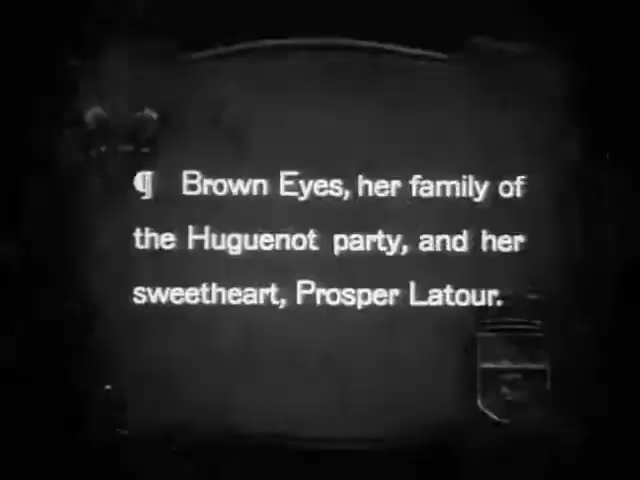 ¶ Brown Eyes, her family of
the Huguenot party, and her
sweetheart, Prosper Latour.